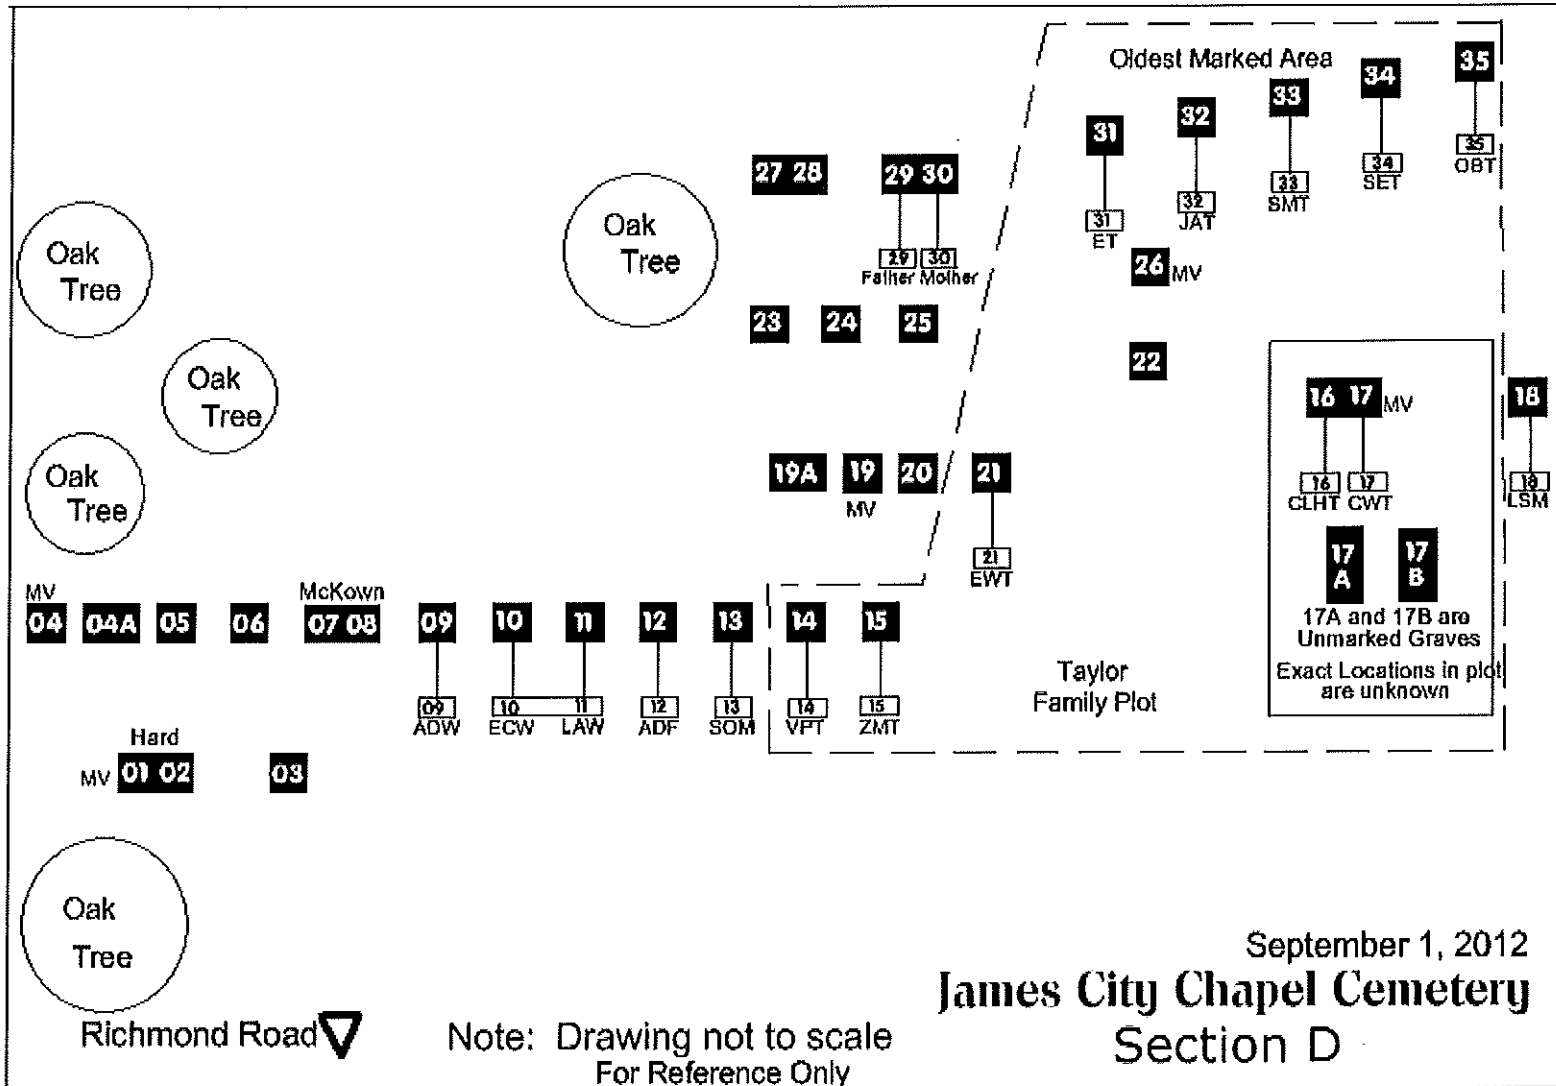 Oldest Marked Area
35
34
33
32
31
35
OBT
34
SET
33
SMT
32
JAT
31
ET
27 28
29 30
29 30
Father Mother
Oak
Tree
Oak
Tree
26 MV
23 24 25
22
Oak
Tree
16 17 MV
18
16 17
CLHT CWT
18
LSM
Oak
Tree
19A 19 20 21
MV
21
EWT
17
A
17
B
17A and 17B are
Unmarked Graves
Exact Locations in plot
are unknown
MV
McKown
04 04A 05 06 07 08 09 10 11 12 13 14 15
09 10 11 12 13 14 15
ADW ECW LAW ADF SOM VPT ZMT
Taylor
Family Plot
Hard
MV 01 02 03
Oak
Tree
September 1, 2012
James City Chapel Cemetery
Section D
Richmond Road
Note: Drawing not to scale
For Reference Only